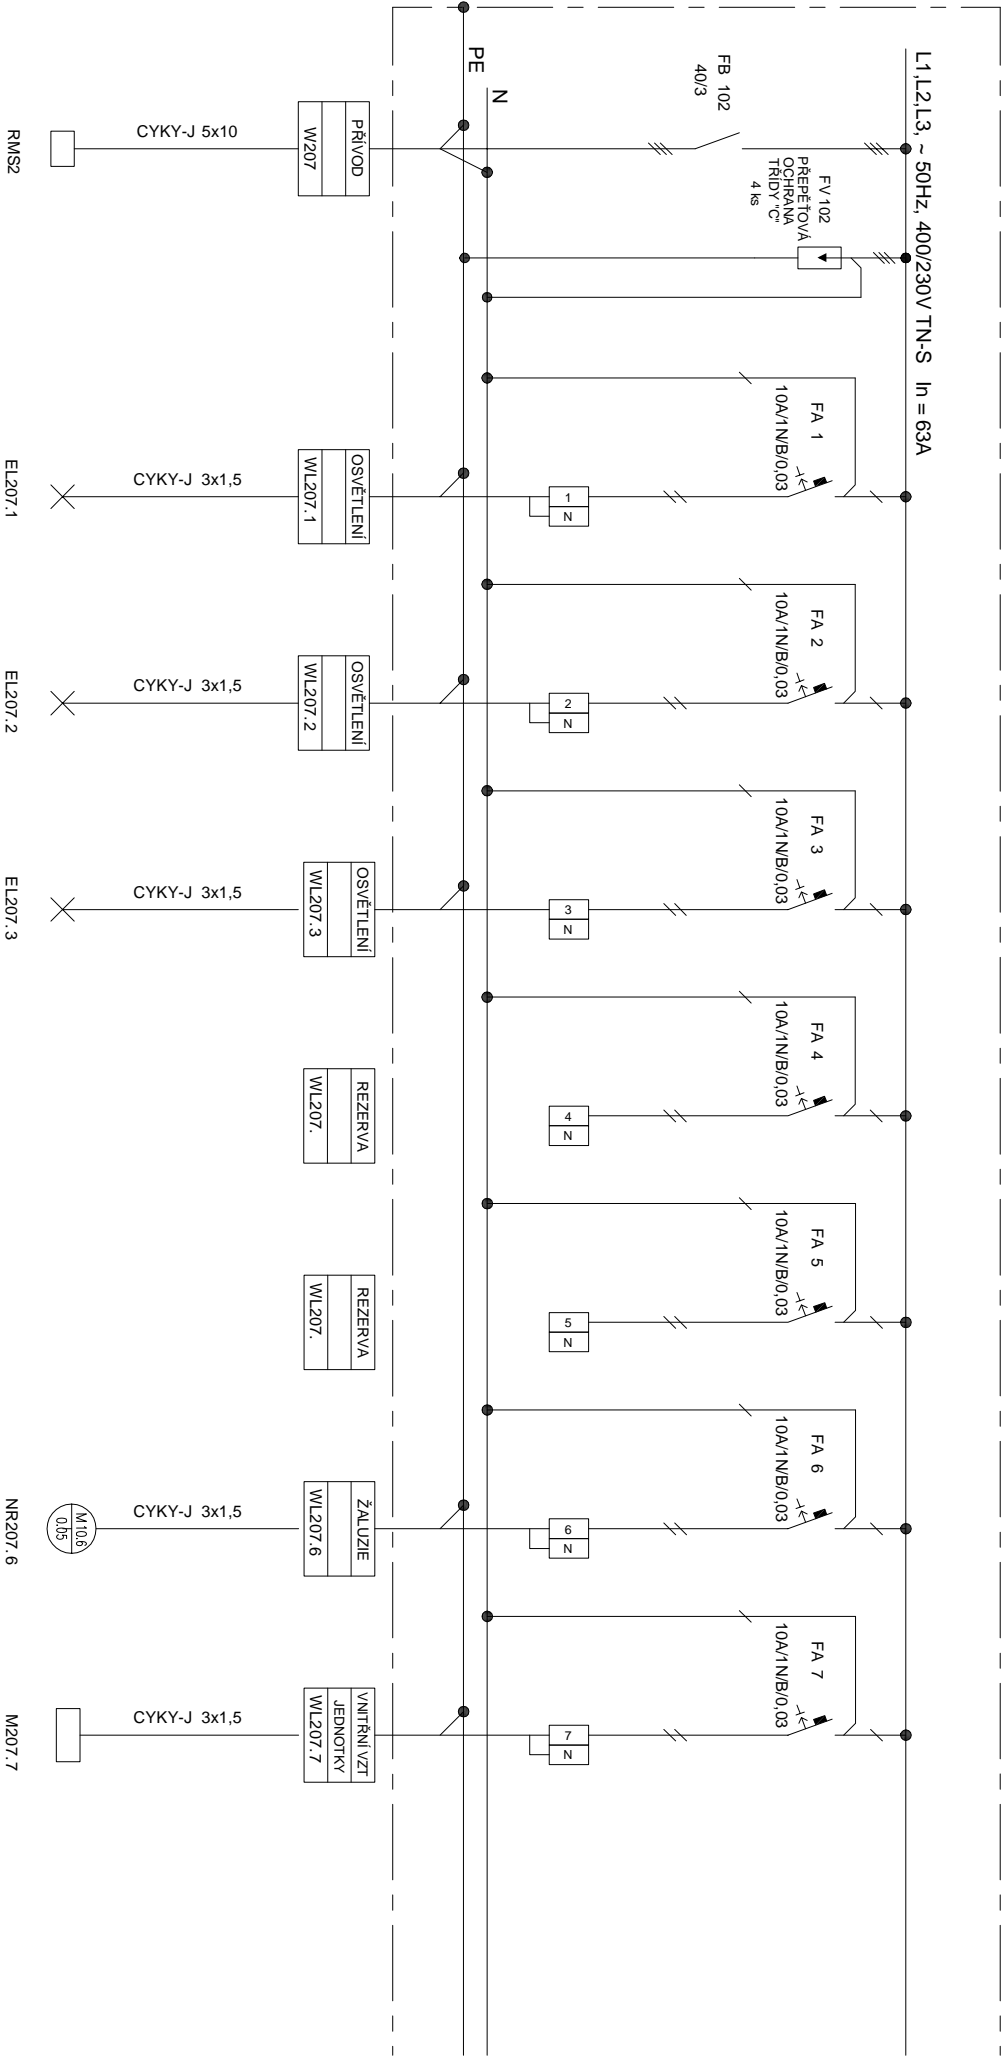 L1,L2,L3, ~ 50Hz, 400/230V TN-S In = 63A
FB 102
40/3
FV 102
PŘEPĚŤOVÁ
OCHRANA
TŘÍDY "C"
4 ks
FA 1
10A/1N/B/0,03
FA 2
10A/1N/B/0,03
FA 3
10A/1N/B/0,03
FA 4
10A/1N/B/0,03
FA 5
10A/1N/B/0,03
FA 6
10A/1N/B/0,03
FA 7
10A/1N/B/0,03
1
N
2
N
3
N
4
N
5
N
6
N
7
N
N
PE
PŘÍVOD
W207
OSVĚTLENÍ
WL207.1
OSVĚTLENÍ
WL207.2
OSVĚTLENÍ
WL207.3
REZERVA
WL207.
REZERVA
WL207.
ŽALUZIE
WL207.6
VNITŘNÍ VZT
JEDNOTKY
WL207.7
CYKY-J 5x10
CYKY-J 3x1,5
CYKY-J 3x1,5
CYKY-J 3x1,5
CYKY-J 3x1,5
CYKY-J 3x1,5
M10.6
0.05
RMS2
EL207.1
EL207.2
EL207.3
NR207.6
M207.7